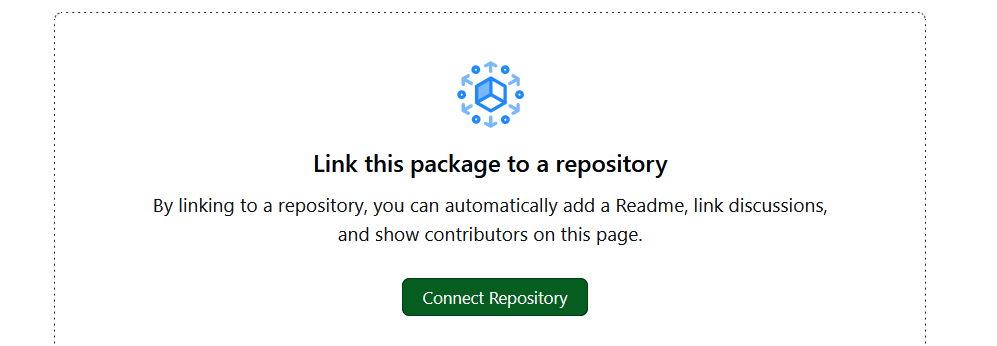 Link this package to a repository
By linking to a repository, you can automatically add a Readme, link discussions,
and show contributors on this page.
Connect Repository